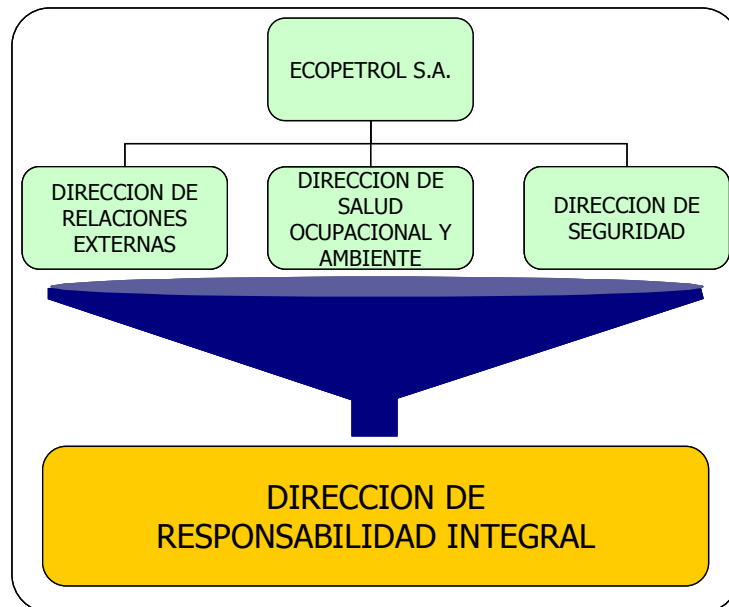 ECOPETROL S.A.
DIRECCION DE
RELACIONES
EXTERNAS
DIRECCION DE
SALUD
OCUPACIONAL Y
AMBIENTE
DIRECCION DE
SEGURIDAD
DIRECCION DE
RESPONSABILIDAD INTEGRAL